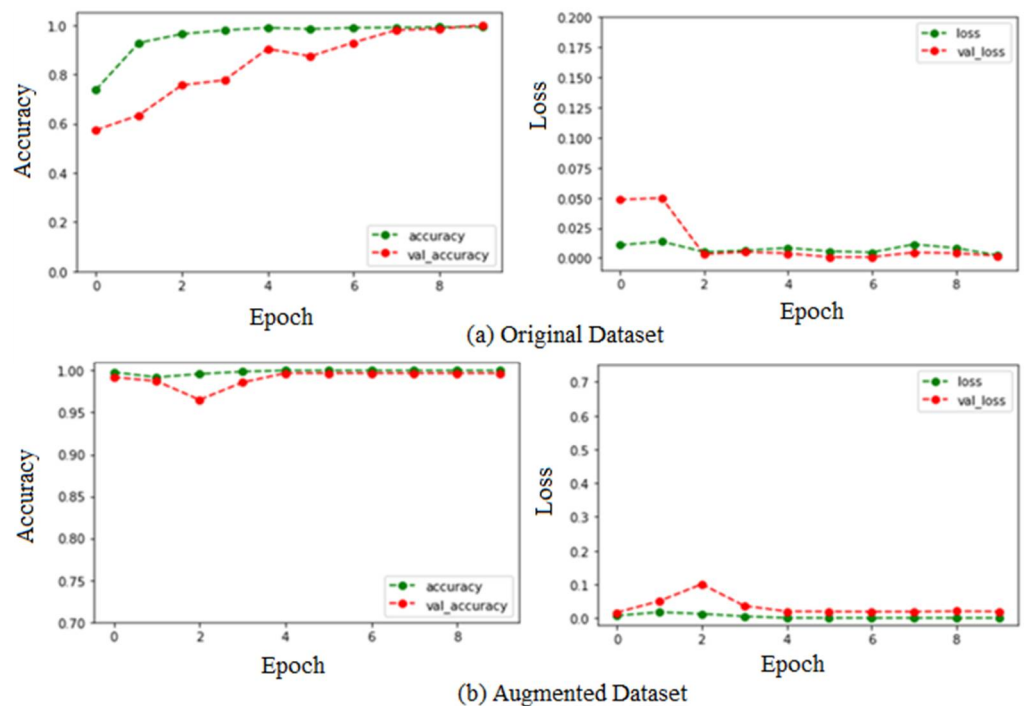 Accuracy
1.0
0.8
0.6
0.4
0.2
0.0
accuracy
val_accuracy
0 2 4 6 8
Epoch
Loss
0.200
0.175
0.150
0.125
0.100
0.075
0.050
0.025
0.000
loss
val_loss
0 2 4 6 8
Epoch
(a) Original Dataset
Accuracy
1.00
0.95
0.90
0.85
0.80
0.75
0.70
accuracy
val_accuracy
0 2 4 6 8
Epoch
Loss
0.7
0.6
0.5
0.4
0.3
0.2
0.1
0.0
loss
val_loss
0 2 4 6 8
Epoch
(b) Augmented Dataset